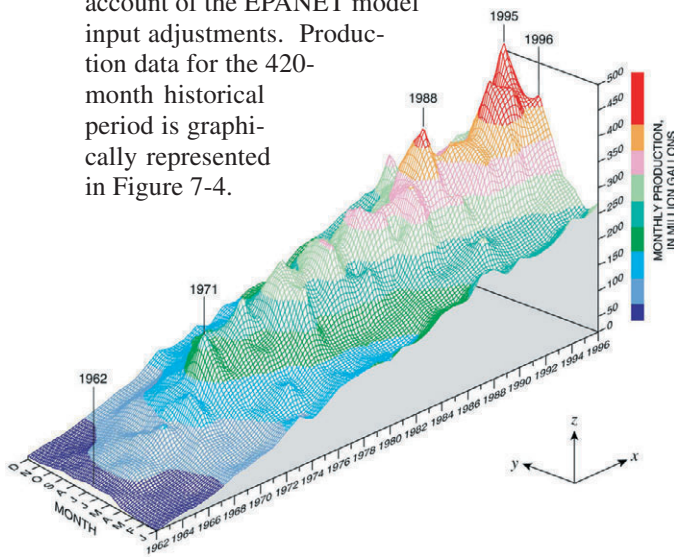 account of the EPANET model
input adjustments. Produc-
tion data for the 420-
month historical
period is graphi-
cally represented
in Figure 7-4.
1995
1996
1988
1971
1962
500
450
400
350
300
250
200
150
100
50
0
MONTHLY PRODUCTION,
IN MILLION GALLONS
D N O S A J J M A M F J
MONTH
1962 1964 1966 1968 1970 1972 1974 1976 1978 1980 1982 1984 1986 1988 1990 1992 1994 1996
z
y
x